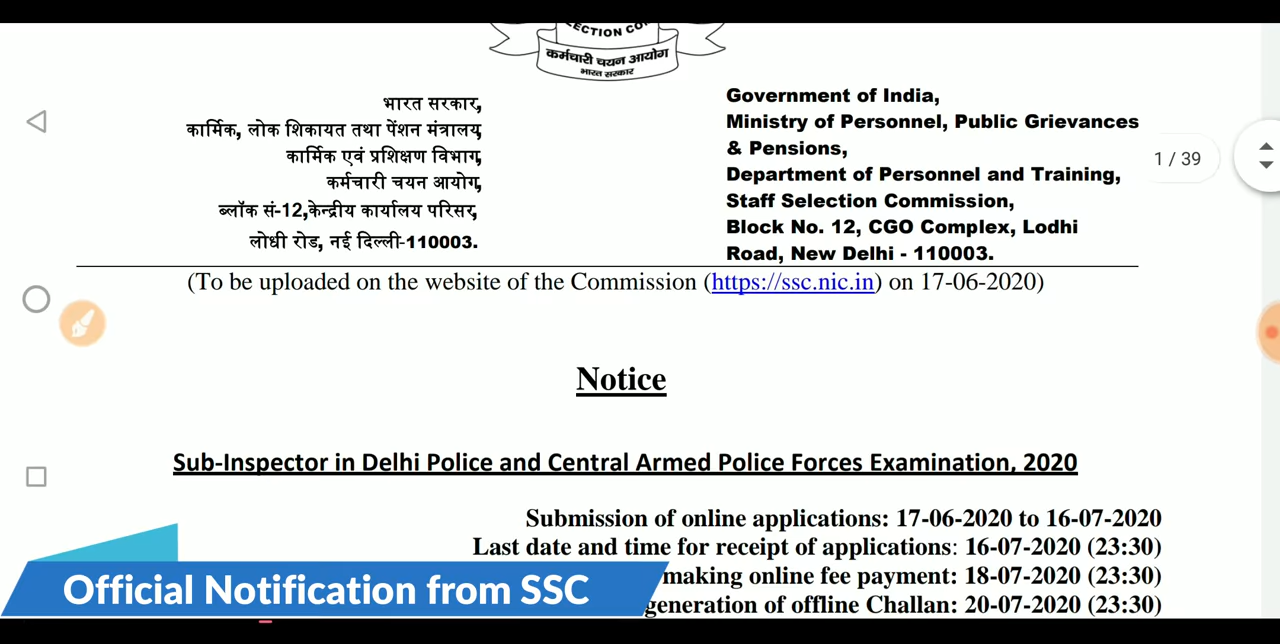 ECTION CO
कर्मचारी चयन आयोग
भारत सरकार
भारत सरकार,
कार्मिक, लोक शिकायत तथा पेंशन मंत्रालय,
कार्मिक एवं प्रशिक्षण विभाग,
कर्मचारी चयन आयोग,
ब्लॉक सं-12,केन्द्रीय कार्यालय परिसर,
लोधी रोड, नई दिल्ली-110003.
Government of India,
Ministry of Personnel, Public Grievances
& Pensions,
Department of Personnel and Training,
Staff Selection Commission,
Block No. 12, CGO Complex, Lodhi
Road, New Delhi - 110003.
1 / 39
(To be uploaded on the website of the Commission (https://ssc.nic.in) on 17-06-2020)
Notice
Sub-Inspector in Delhi Police and Central Armed Police Forces Examination, 2020
Submission of online applications: 17-06-2020 to 16-07-2020
Last date and time for receipt of applications: 16-07-2020 (23:30)
making online fee payment: 18-07-2020 (23:30)
generation of offline Challan: 20-07-2020 (23:30)
Official Notification from SSC